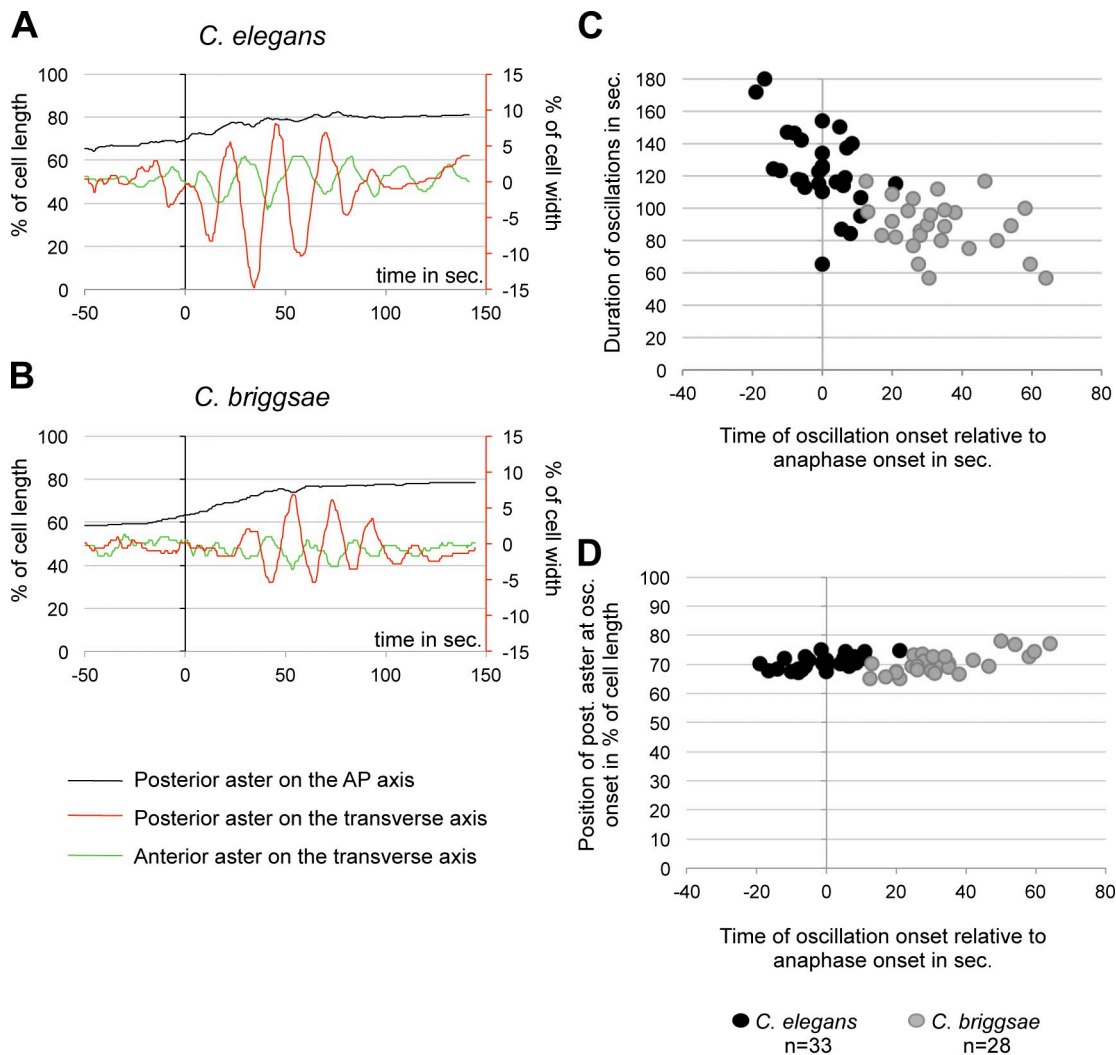 A
C. elegans
% of cell length
100
80
60
40
20
0
15
10
5
0
-5
-10
-15
% of cell width
time in sec.
-50
0
50
100
150
B
C. briggsae
% of cell length
100
80
60
40
20
0
15
10
5
0
-5
-10
-15
% of cell width
time in sec.
-50
0
50
100
150
Posterior aster on the AP axis
Posterior aster on the transverse axis
Anterior aster on the transverse axis
C
Duration of oscillations in sec.
180
160
140
120
100
80
60
40
20
0
-40
-20
0
20
40
60
80
Time of oscillation onset relative to
anaphase onset in sec.
D
Position of post. aster at osc.
onset in % of cell length
100
90
80
70
60
50
90
70
30
20
10
0
-40
-20
0
20
40
60
80
Time of oscillation onset relative to
anaphase onset in sec.
C. elegans
n=33
C. briggsae
n=28